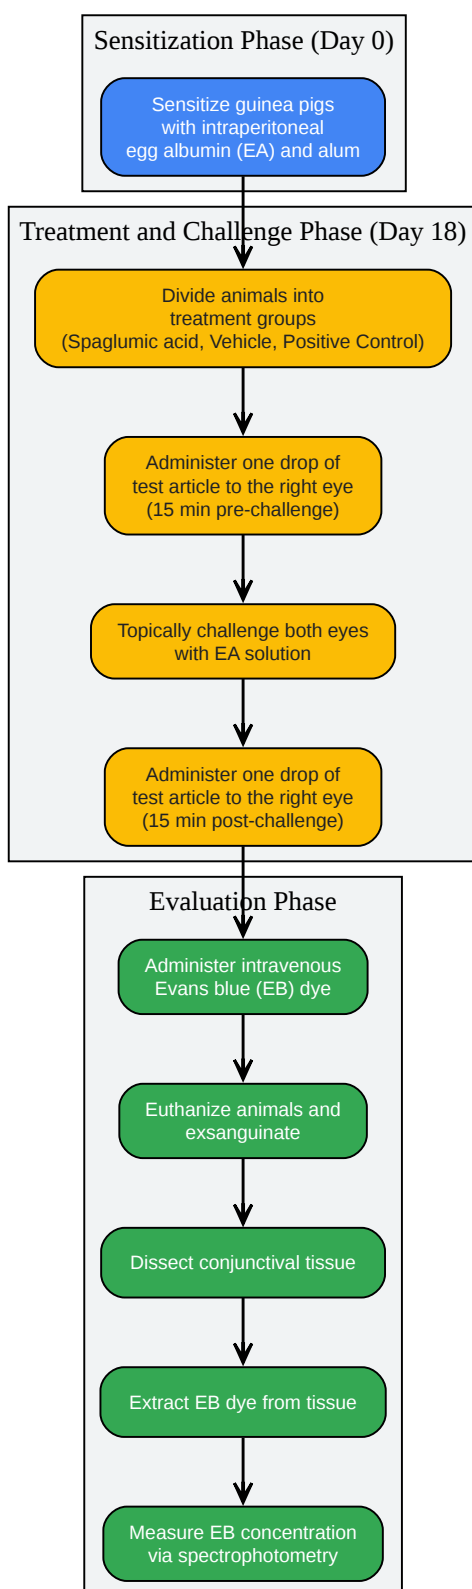 Sensitization Phase (Day 0)
Sensitize guinea pigs
with intraperitoneal
egg albumin (EA) and alum
Treatment and Challenge Phase (Day 18)
Divide animals into
treatment groups
(Spaglumic acid, Vehicle, Positive Control)
Administer one drop of
test article to the right eye
(15 min pre-challenge)
Topically challenge both eyes
with EA solution
Administer one drop of
test article to the right eye
(15 min post-challenge)
Evaluation Phase
Administer intravenous
Evans blue (EB) dye
Euthanize animals and
exsanguinate
Dissect conjunctival tissue
Extract EB dye from tissue
Measure EB concentration
via spectrophotometry